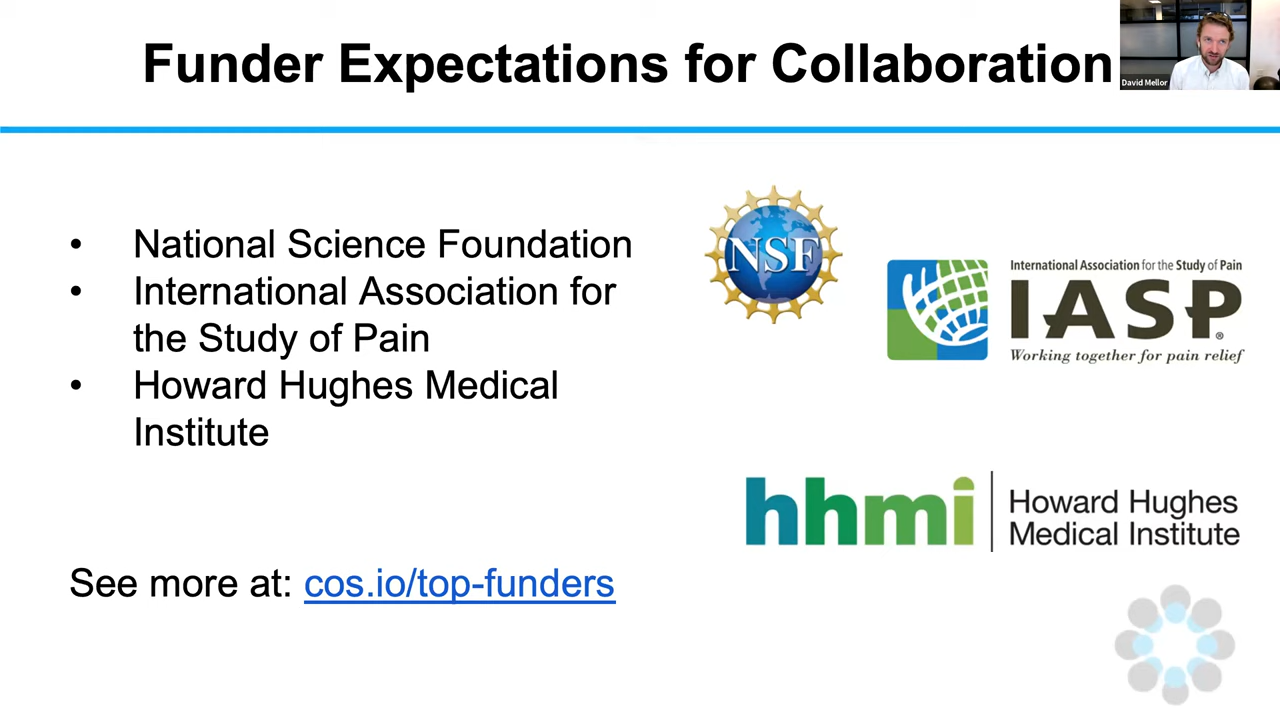 Funder Expectations for Collaboration
David Mellor
• National Science Foundation
• International Association for
the Study of Pain
• Howard Hughes Medical
Institute
See more at: cos.io/top-funders
NSF
International Association for the Study of Pain
IASP®
Working together for pain relief
hhmi
Howard Hughes
Medical Institute